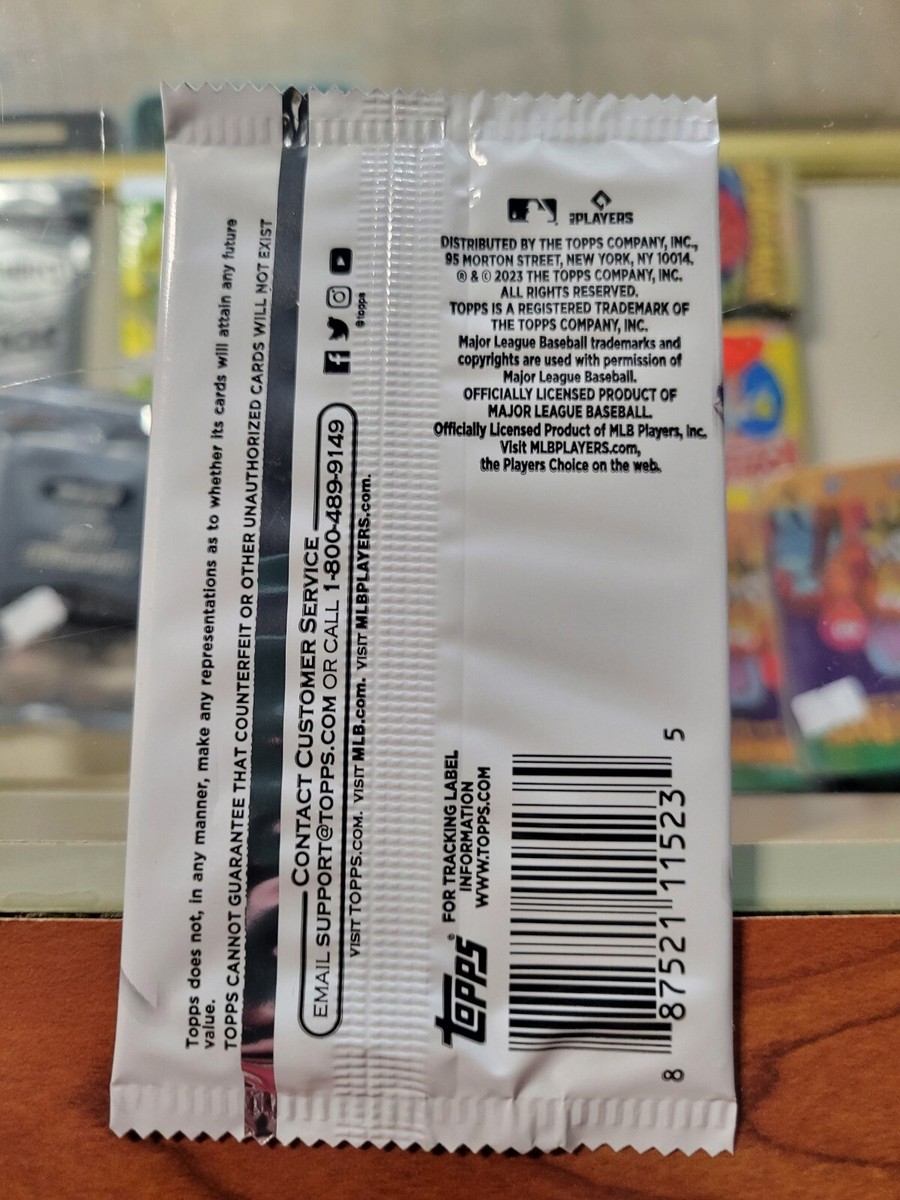 PLAYERS
DISTRIBUTED BY THE TOPPS COMPANY, INC.,
95 MORTON STREET, NEW YORK, NY 10014.
® & © 2023 THE TOPPS COMPANY, INC.
ALL RIGHTS RESERVED.
TOPPS IS A REGISTERED TRADEMARK OF
THE TOPPS COMPANY, INC.
Major League Baseball trademarks and
copyrights are used with permission of
Major League Baseball.
OFFICIALLY LICENSED PRODUCT OF
MAJOR LEAGUE BASEBALL.
Officially Licensed Product of MLB Players, Inc.
Visit MLBPLAYERS.com,
the Players Choice on the web.
Topps does not, in any manner, make any representations as to whether its cards will attain any future
value.
TOPPS CANNOT GUARANTEE THAT COUNTERFEIT OR OTHER UNAUTHORIZED CARDS WILL NOT EXIST
CONTACT CUSTOMER SERVICE
EMAIL SUPPORT@TOPPS.COM OR CALL 1-800-489-9149
VISIT TOPPS.COM. VISIT MLB.com. VISIT MLBPLAYERS.com.
@topps
topps®
FOR TRACKING LABEL
INFORMATION
WWW.TOPPS.COM
8 87521 11523 5